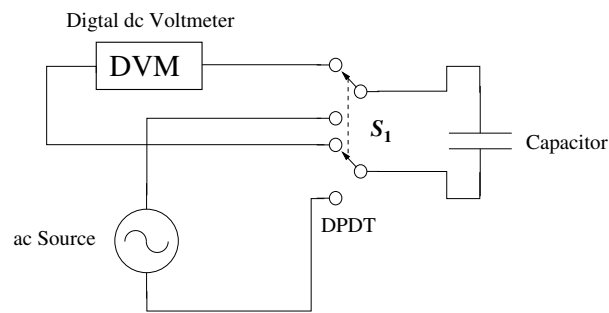 Digtal dc Voltmeter
DVM
S1
Capacitor
ac Source
DPDT